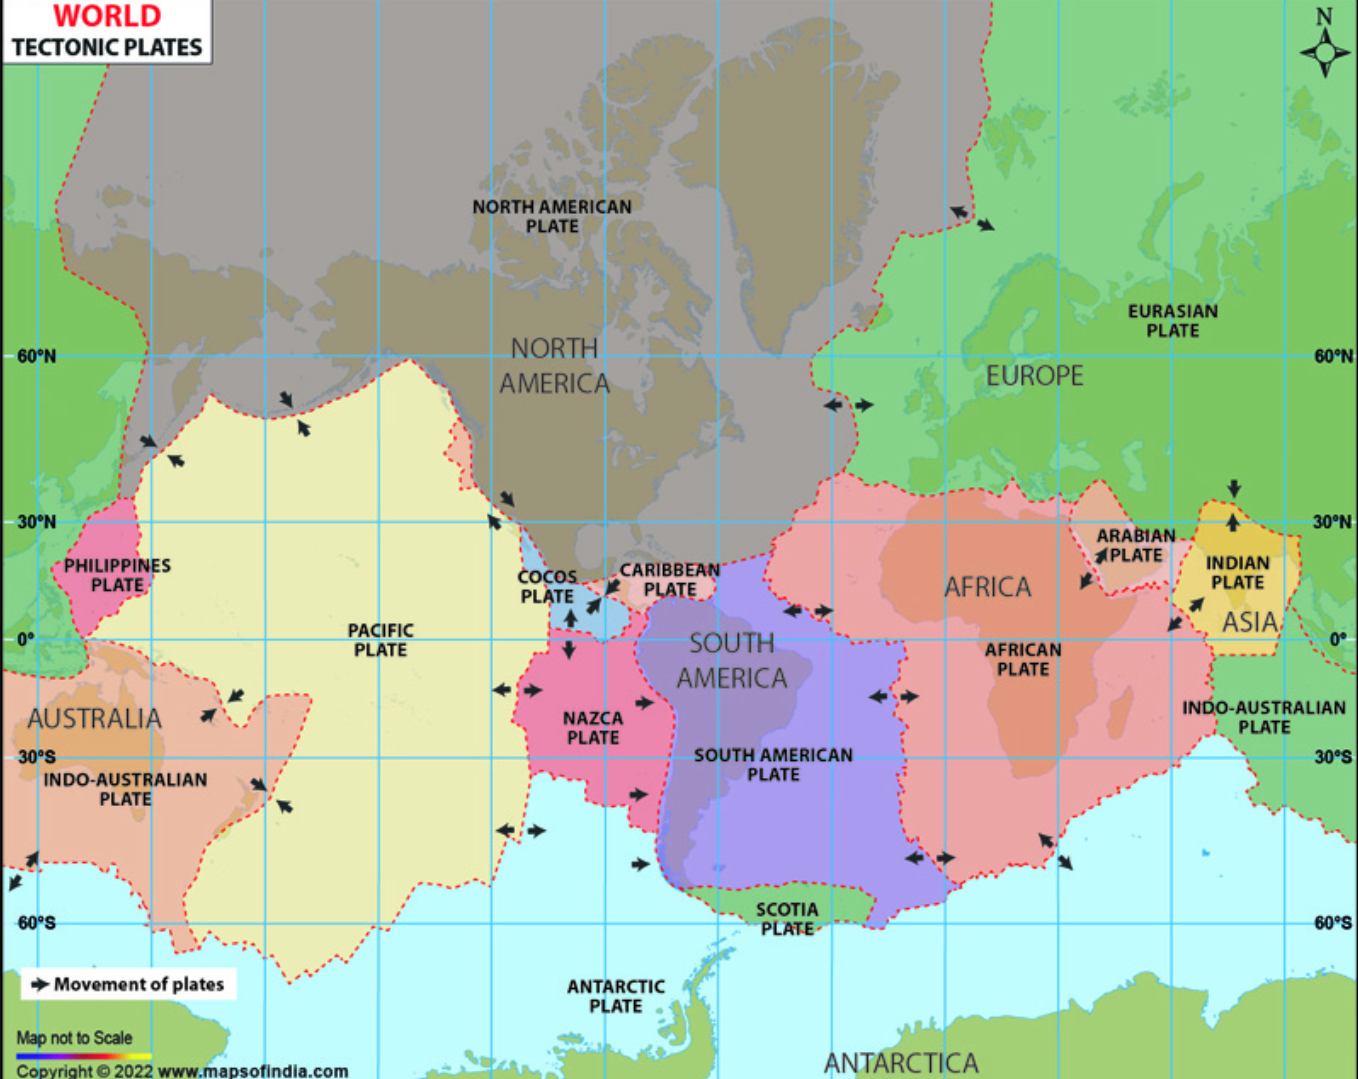 WORLD
TECTONIC PLATES
N
NORTH AMERICAN
PLATE
EURASIAN
PLATE
60°N
60°N
NORTH
AMERICA
EUROPE
30°N
30°N
PHILIPPINES
PLATE
COCOS
PLATE
CARIBBEAN
PLATE
ARABIAN
PLATE
INDIAN
PLATE
AFRICA
ASIA
0°
0°
PACIFIC
PLATE
SOUTH
AMERICA
AFRICAN
PLATE
AUSTRALIA
NAZCA
PLATE
INDO-AUSTRALIAN
PLATE
30°S
30°S
SOUTH AMERICAN
PLATE
INDO-AUSTRALIAN
PLATE
60°S
60°S
SCOTIA
PLATE
Movement of plates
ANTARCTIC
PLATE
Map not to Scale
ANTARCTICA
Copyright © 2022 www.mapsofindia.com